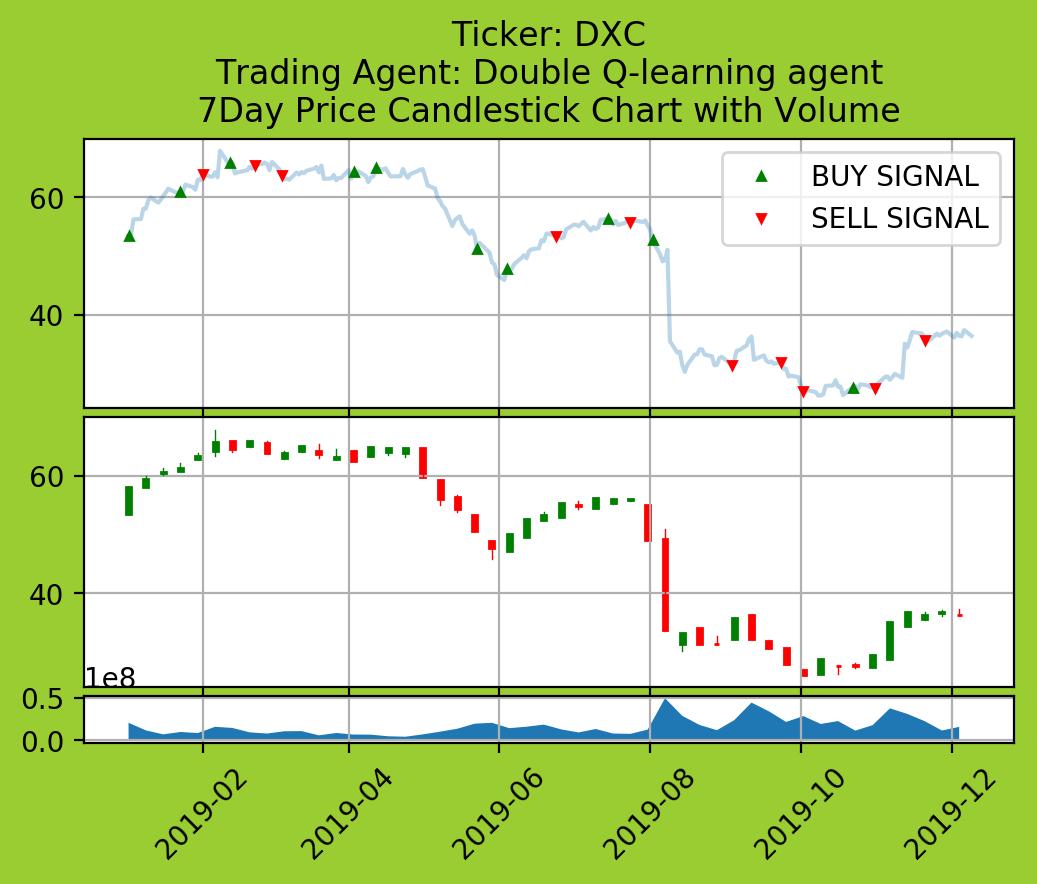 Ticker: DXC
Trading Agent: Double Q-learning agent
7Day Price Candlestick Chart with Volume
BUY SIGNAL
SELL SIGNAL
60
40
60
40
1e8
0.5
0.0
2019-02
2019-04
2019-06
2019-08
2019-10
2019-12